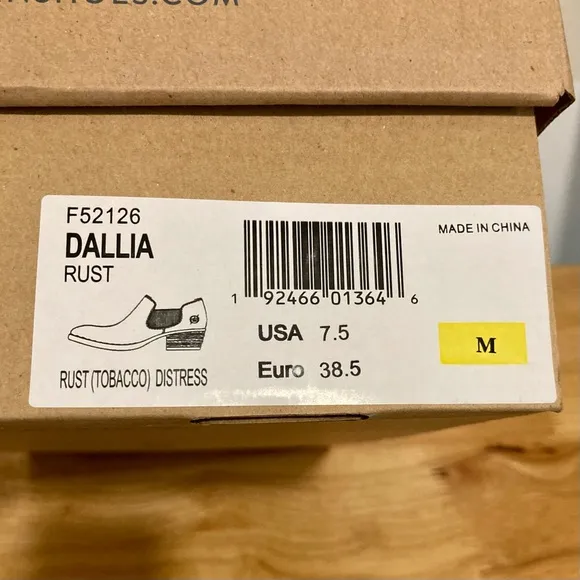 F52126
DALLIA
RUST
RUST (TOBACCO) DISTRESS
1 92466 01364 6
USA 7.5
Euro 38.5
MADE IN CHINA
M